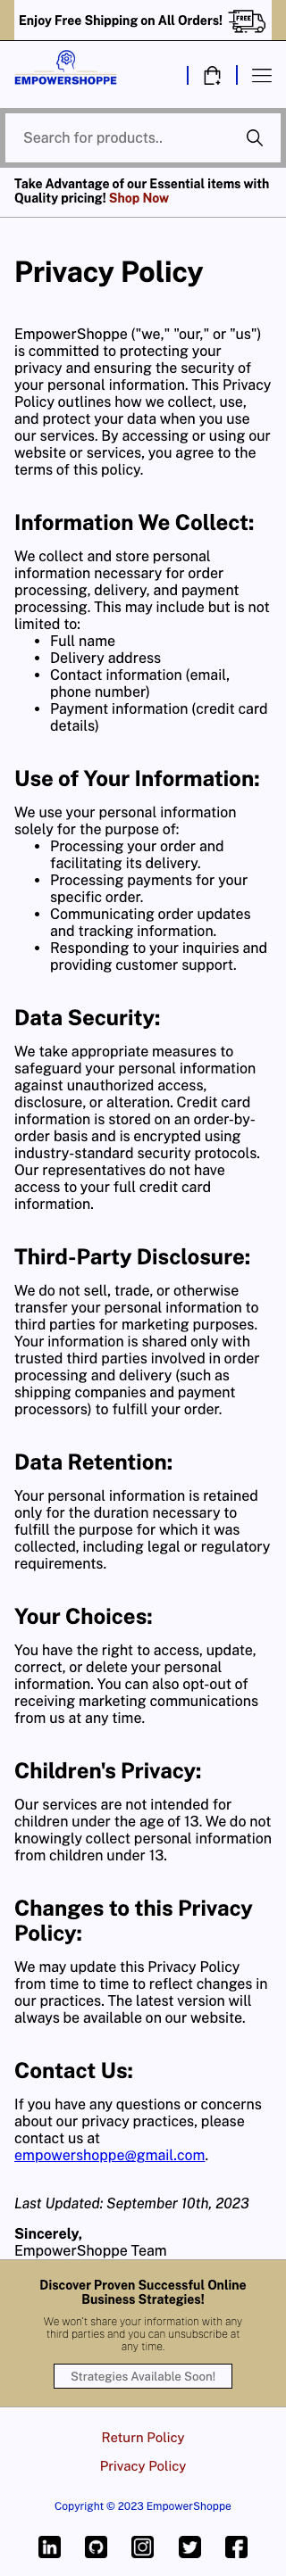 Enjoy Free Shipping on All Orders!
FREE
EMPOWERSHOPPE
Search for products..
Take Advantage of our Essential items with
Quality pricing! Shop Now
Privacy Policy
EmpowerShoppe ("we," "our," or "us")
is committed to protecting your
privacy and ensuring the security of
your personal information. This Privacy
Policy outlines how we collect, use,
and protect your data when you use
our services. By accessing or using our
website or services, you agree to the
terms of this policy.
Information We Collect:
We collect and store personal
information necessary for order
processing, delivery, and payment
processing. This may include but is not
limited to:
• Full name
• Delivery address
• Contact information (email,
phone number)
• Payment information (credit card
details)
Use of Your Information:
We use your personal information
solely for the purpose of:
• Processing your order and
facilitating its delivery.
• Processing payments for your
specific order.
• Communicating order updates
and tracking information.
• Responding to your inquiries and
providing customer support.
Data Security:
We take appropriate measures to
safeguard your personal information
against unauthorized access,
disclosure, or alteration. Credit card
information is stored on an order-by-
order basis and is encrypted using
industry-standard security protocols.
Our representatives do not have
access to your full credit card
information.
Third-Party Disclosure:
We do not sell, trade, or otherwise
transfer your personal information to
third parties for marketing purposes.
Your information is shared only with
trusted third parties involved in order
processing and delivery (such as
shipping companies and payment
processors) to fulfill your order.
Data Retention:
Your personal information is retained
only for the duration necessary to
fulfill the purpose for which it was
collected, including legal or regulatory
requirements.
Your Choices:
You have the right to access, update,
correct, or delete your personal
information. You can also opt-out of
receiving marketing communications
from us at any time.
Children's Privacy:
Our services are not intended for
children under the age of 13. We do not
knowingly collect personal information
from children under 13.
Changes to this Privacy
Policy:
We may update this Privacy Policy
from time to time to reflect changes in
our practices. The latest version will
always be available on our website.
Contact Us:
If you have any questions or concerns
about our privacy practices, please
contact us at
empowershoppe@gmail.com.
Last Updated: September 10th, 2023
Sincerely,
EmpowerShoppe Team
Discover Proven Successful Online
Business Strategies!
We won't share your information with any
third parties and you can unsubscribe at
any time.
Strategies Available Soon!
Return Policy
Privacy Policy
Copyright © 2023 EmpowerShoppe